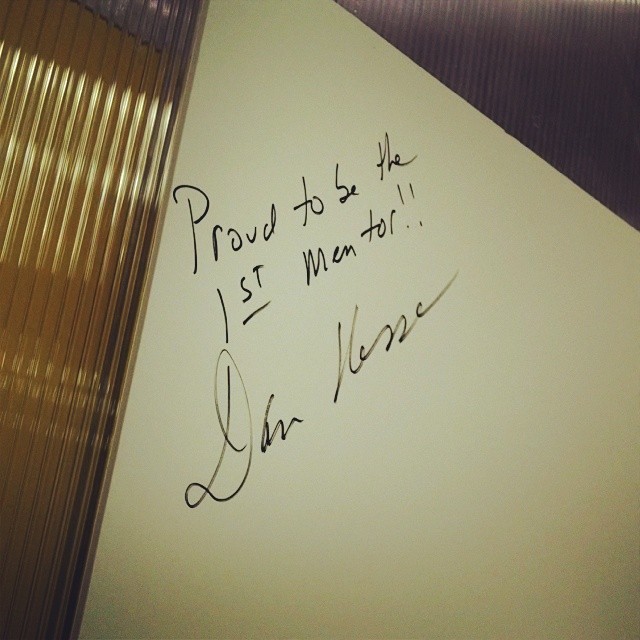 Proud to be the
1ST Mentor!!
Dan Hesse